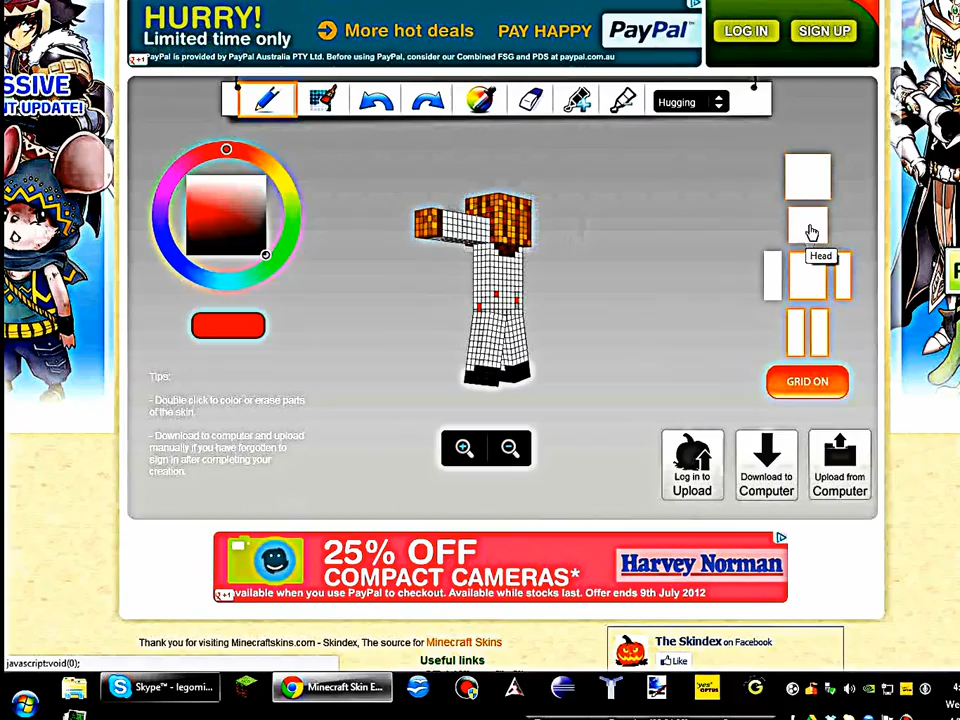 HURRY!
Limited time only
More hot deals
PAY HAPPY
PayPal
LOG IN
SIGN UP
+1
PayPal is provided by PayPal Australia PTY Ltd. Before using PayPal, consider our Combined FSG and PDS at paypal.com.au
SSIVE
NT UPDATE!
Hugging
Head
Tips:
- Double click to color or erase parts
of the skin.
- Download to computer and upload
manually if you have forgotten
to sign in after completing your
creation.
GRID ON
Log in to
Upload
Download to
Computer
Upload from
Computer
25% OFF
COMPACT CAMERAS*
Harvey Norman
+1
available when you use PayPal to checkout. Available while stocks last. Offer ends 9th July 2012
Thank you for visiting Minecraftskins.com - Skindex, The source for Minecraft Skins
Useful links
The Skindex on Facebook
Like
javascript:void(0);
Skype™ - legomi...
Minecraft Skin E...
yes
OPTUS